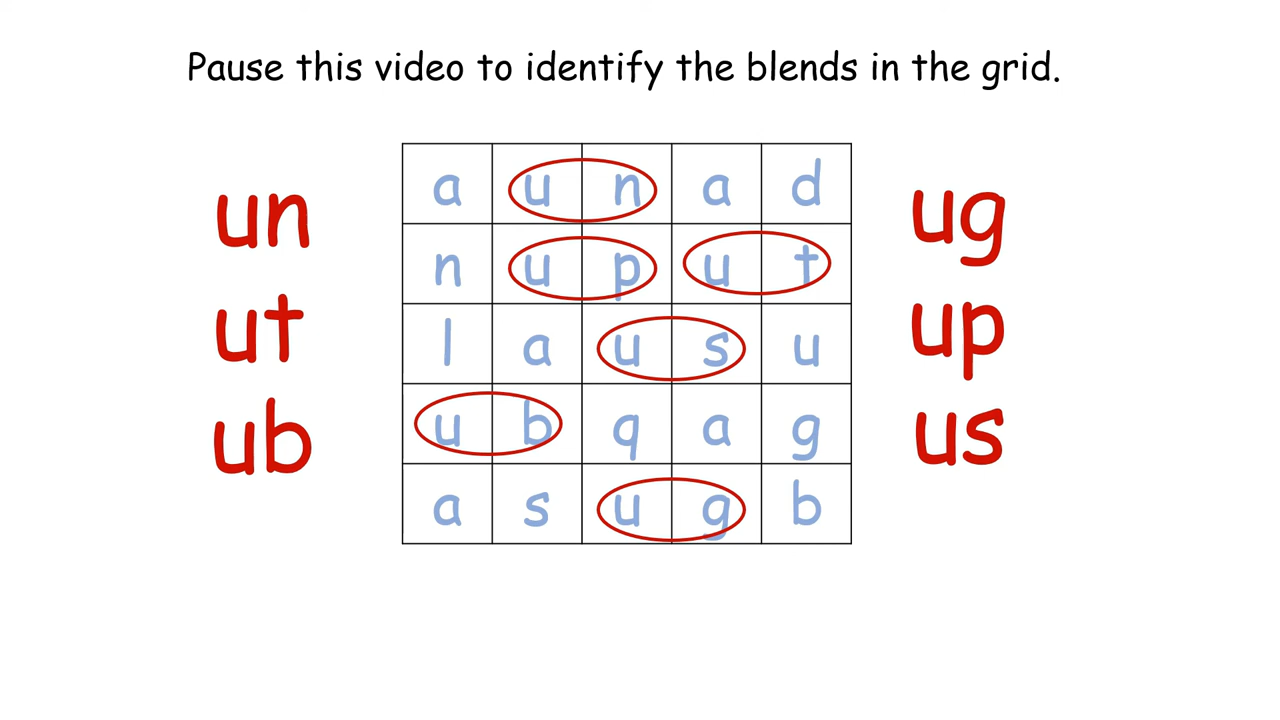 Pause this video to identify the blends in the grid.
un
ut
ub
a u n a d
n u p u t
l a u s u
u b q a g
a s u g b
ug
up
us